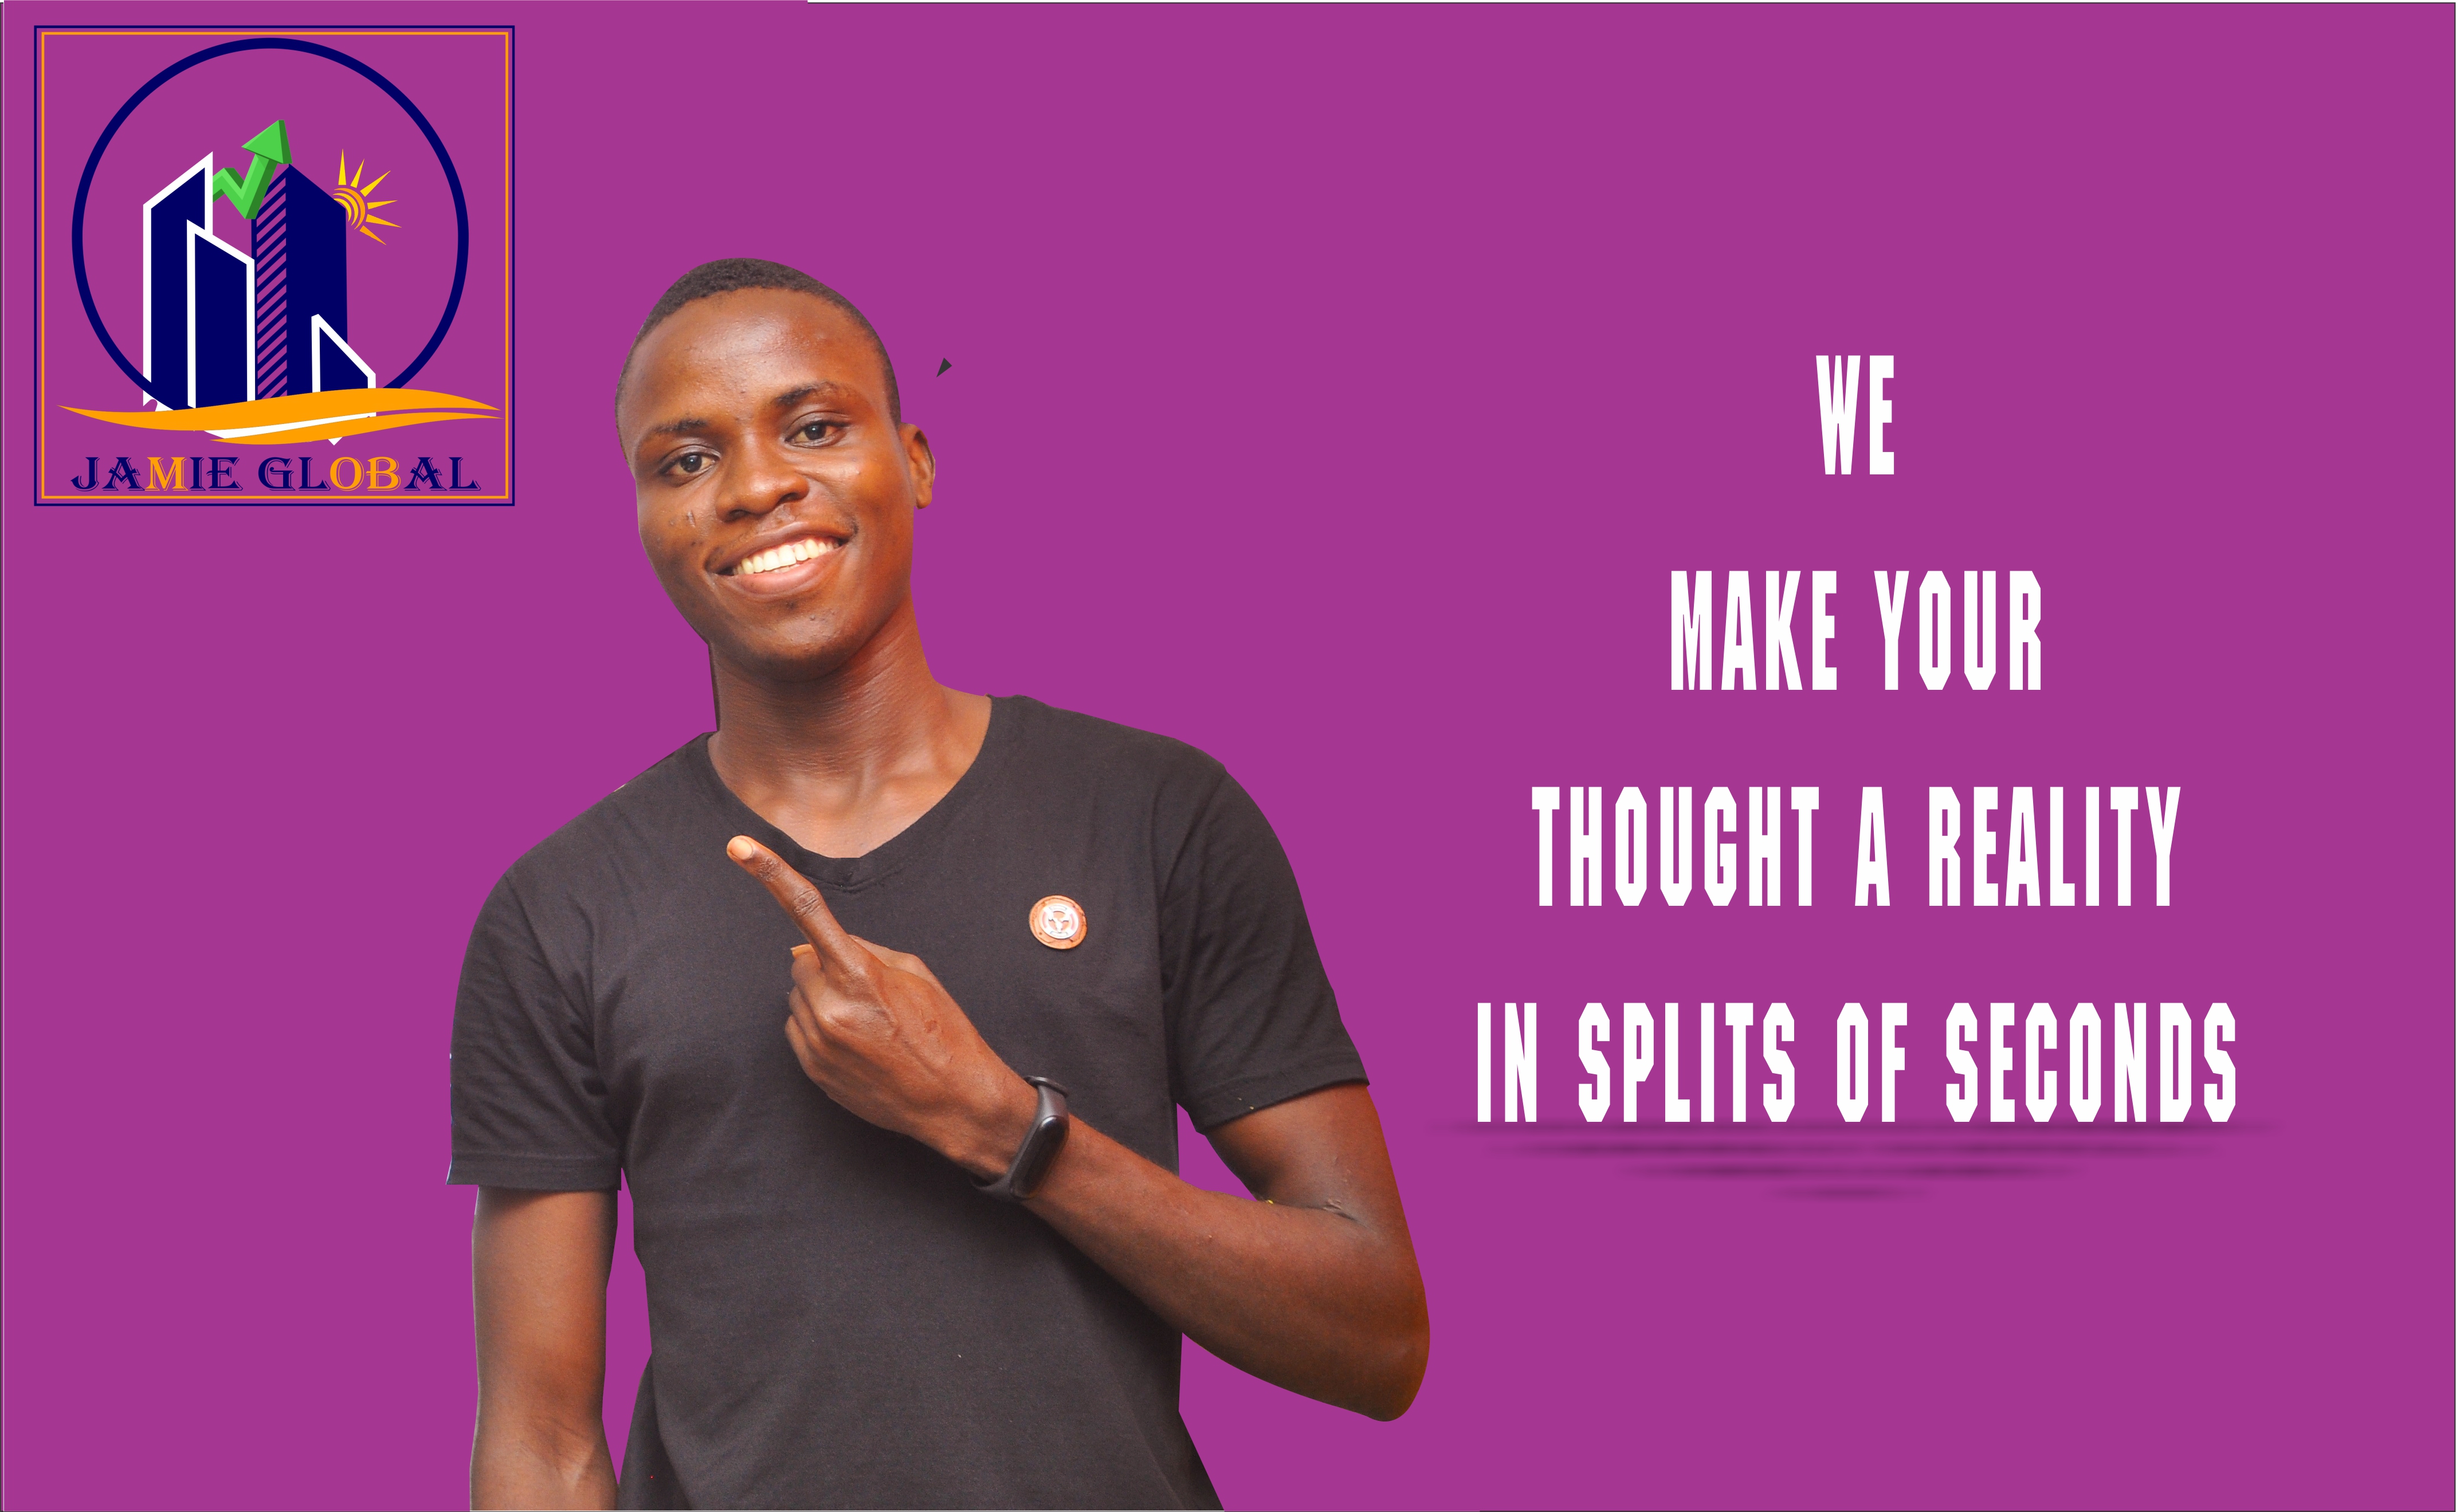 JAMIE GLOBAL
WE
MAKE YOUR
THOUGHT A REALITY
IN SPLITS OF SECONDS